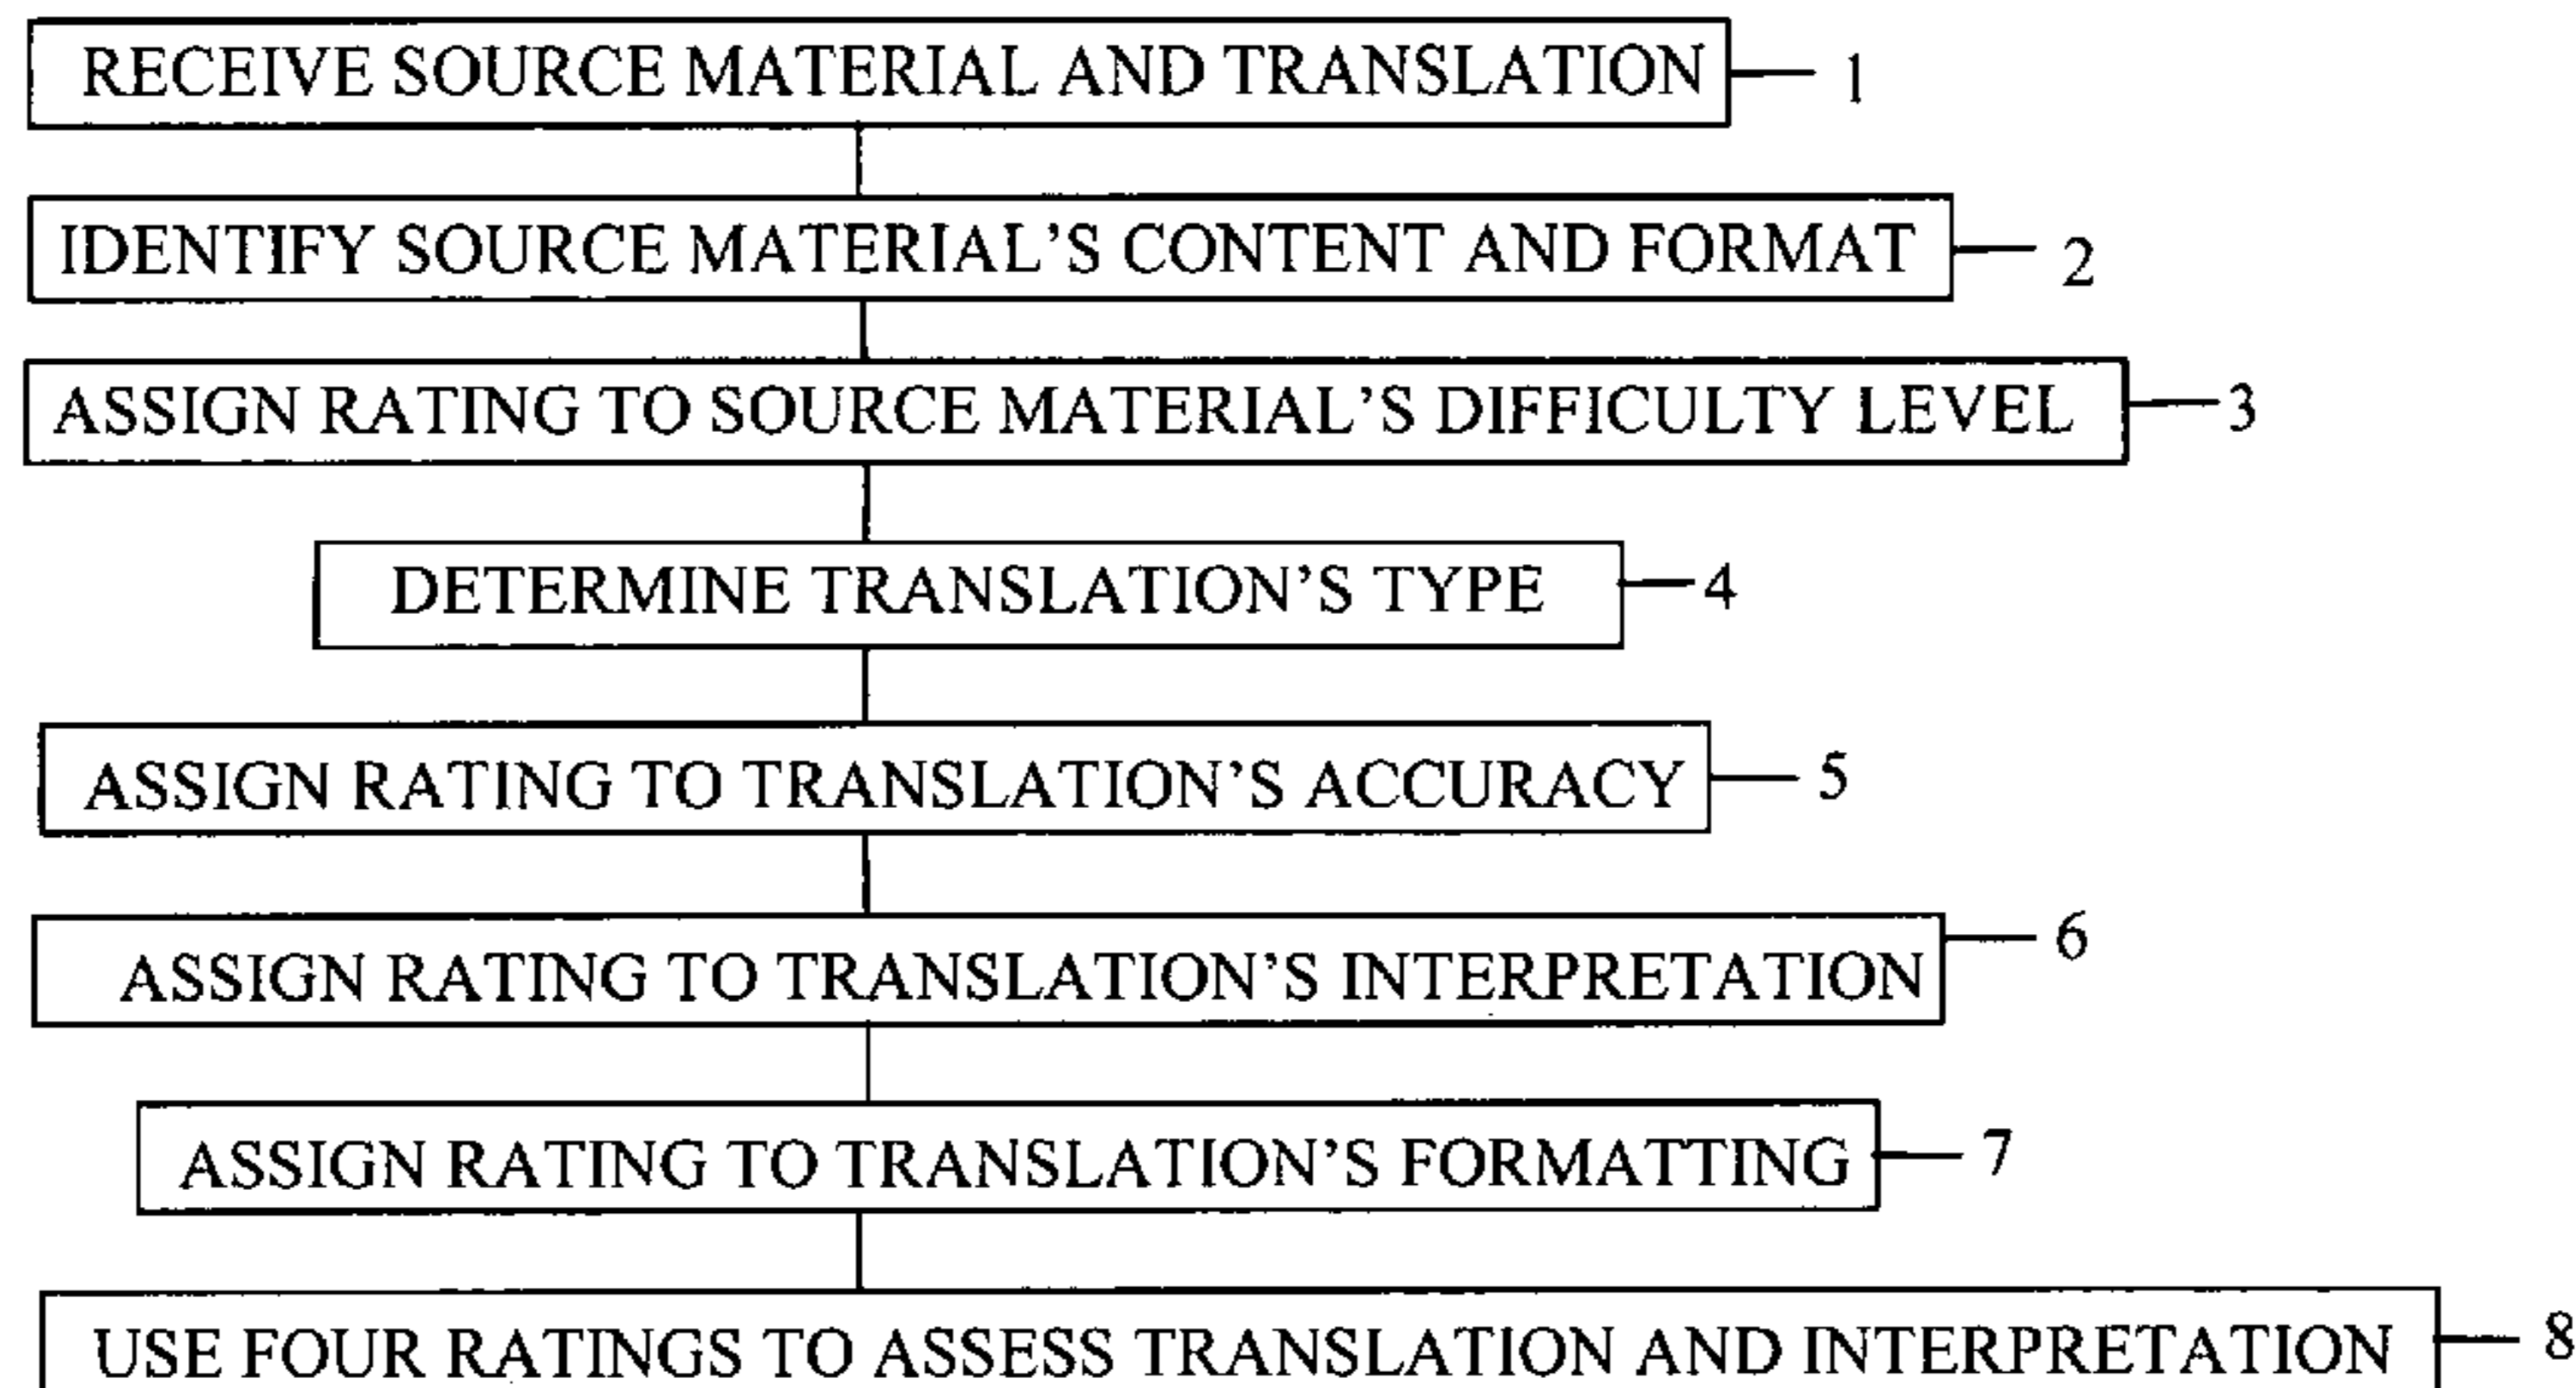 RECEIVE SOURCE MATERIAL AND TRANSLATION 1
IDENTIFY SOURCE MATERIAL’S CONTENT AND FORMAT 2
ASSIGN RATING TO SOURCE MATERIAL’S DIFFICULTY LEVEL 3
DETERMINE TRANSLATION’S TYPE 4
ASSIGN RATING TO TRANSLATION’S ACCURACY 5
ASSIGN RATING TO TRANSLATION’S INTERPRETATION 6
ASSIGN RATING TO TRANSLATION’S FORMATTING 7
USE FOUR RATINGS TO ASSESS TRANSLATION AND INTERPRETATION 8